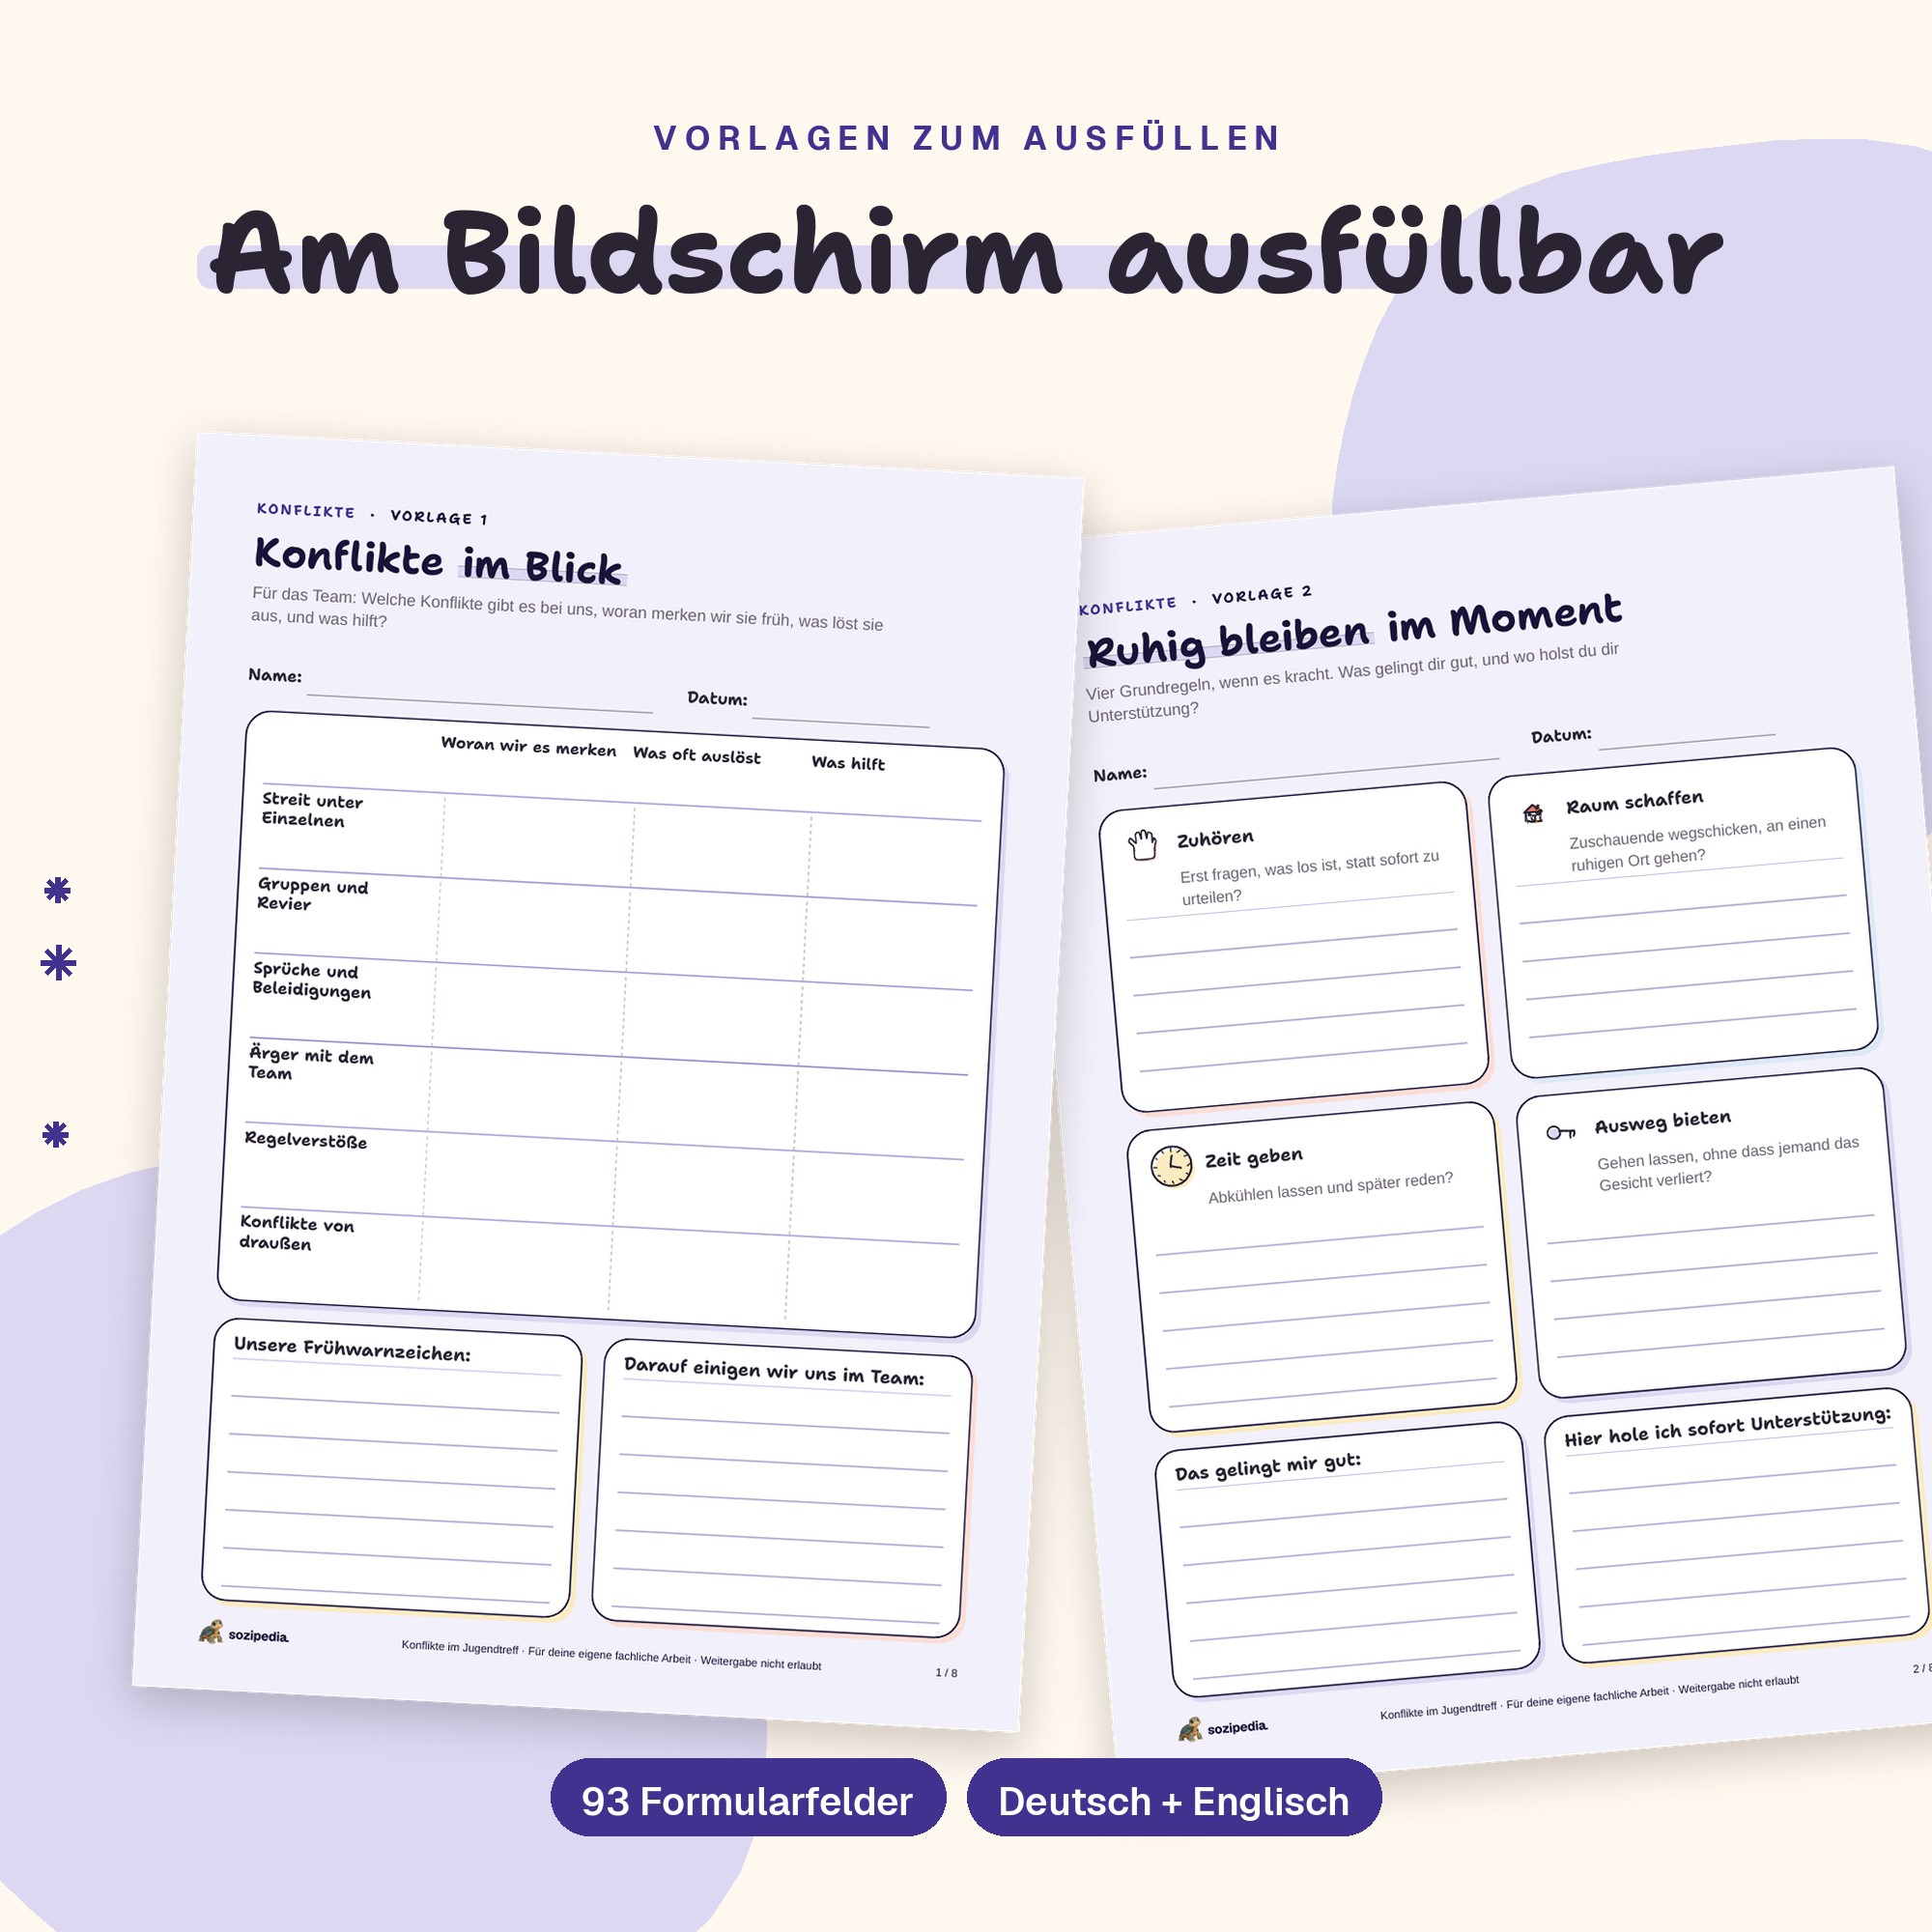 VORLAGEN ZUM AUSFÜLLEN
Am Bildschirm ausfüllbar
KONFLIKTE · VORLAGE 1
Konflikte im Blick
Für das Team: Welche Konflikte gibt es bei uns, woran merken wir sie früh, was löst sie
aus, und was hilft?
Name:
Datum:
Woran wir es merken
Was oft auslöst
Was hilft
Streit unter
Einzelnen
Gruppen und
Revier
Sprüche und
Beleidigungen
Ärger mit dem
Team
Regelverstöße
Konflikte von
draußen
Unsere Frühwarnzeichen:
Darauf einigen wir uns im Team:
sozipedia.
Konflikte im Jugendtreff · Für deine eigene fachliche Arbeit · Weitergabe nicht erlaubt
1 / 8
KONFLIKTE · VORLAGE 2
Ruhig bleiben im Moment
Vier Grundregeln, wenn es kracht. Was gelingt dir gut, und wo holst du dir
Unterstützung?
Name:
Datum:
Zuhören
Erst fragen, was los ist, statt sofort zu
urteilen?
Raum schaffen
Zuschauende wegschicken, an einen
ruhigen Ort gehen?
Zeit geben
Abkühlen lassen und später reden?
Ausweg bieten
Gehen lassen, ohne dass jemand das
Gesicht verliert?
Das gelingt mir gut:
Hier hole ich sofort Unterstützung:
sozipedia.
Konflikte im Jugendtreff · Für deine eigene fachliche Arbeit · Weitergabe nicht erlaubt
2 / 8
93 Formularfelder
Deutsch + Englisch